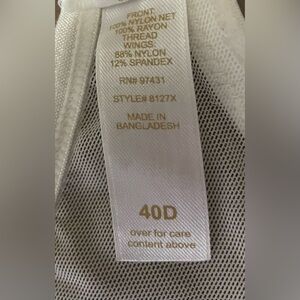 FRONT:
100% NYLON NET
100% RAYON
THREAD
WINGS:
88% NYLON
12% SPANDEX
RN# 97431
STYLE# 8127X
MADE IN
BANGLADESH
40D
over for care
content above